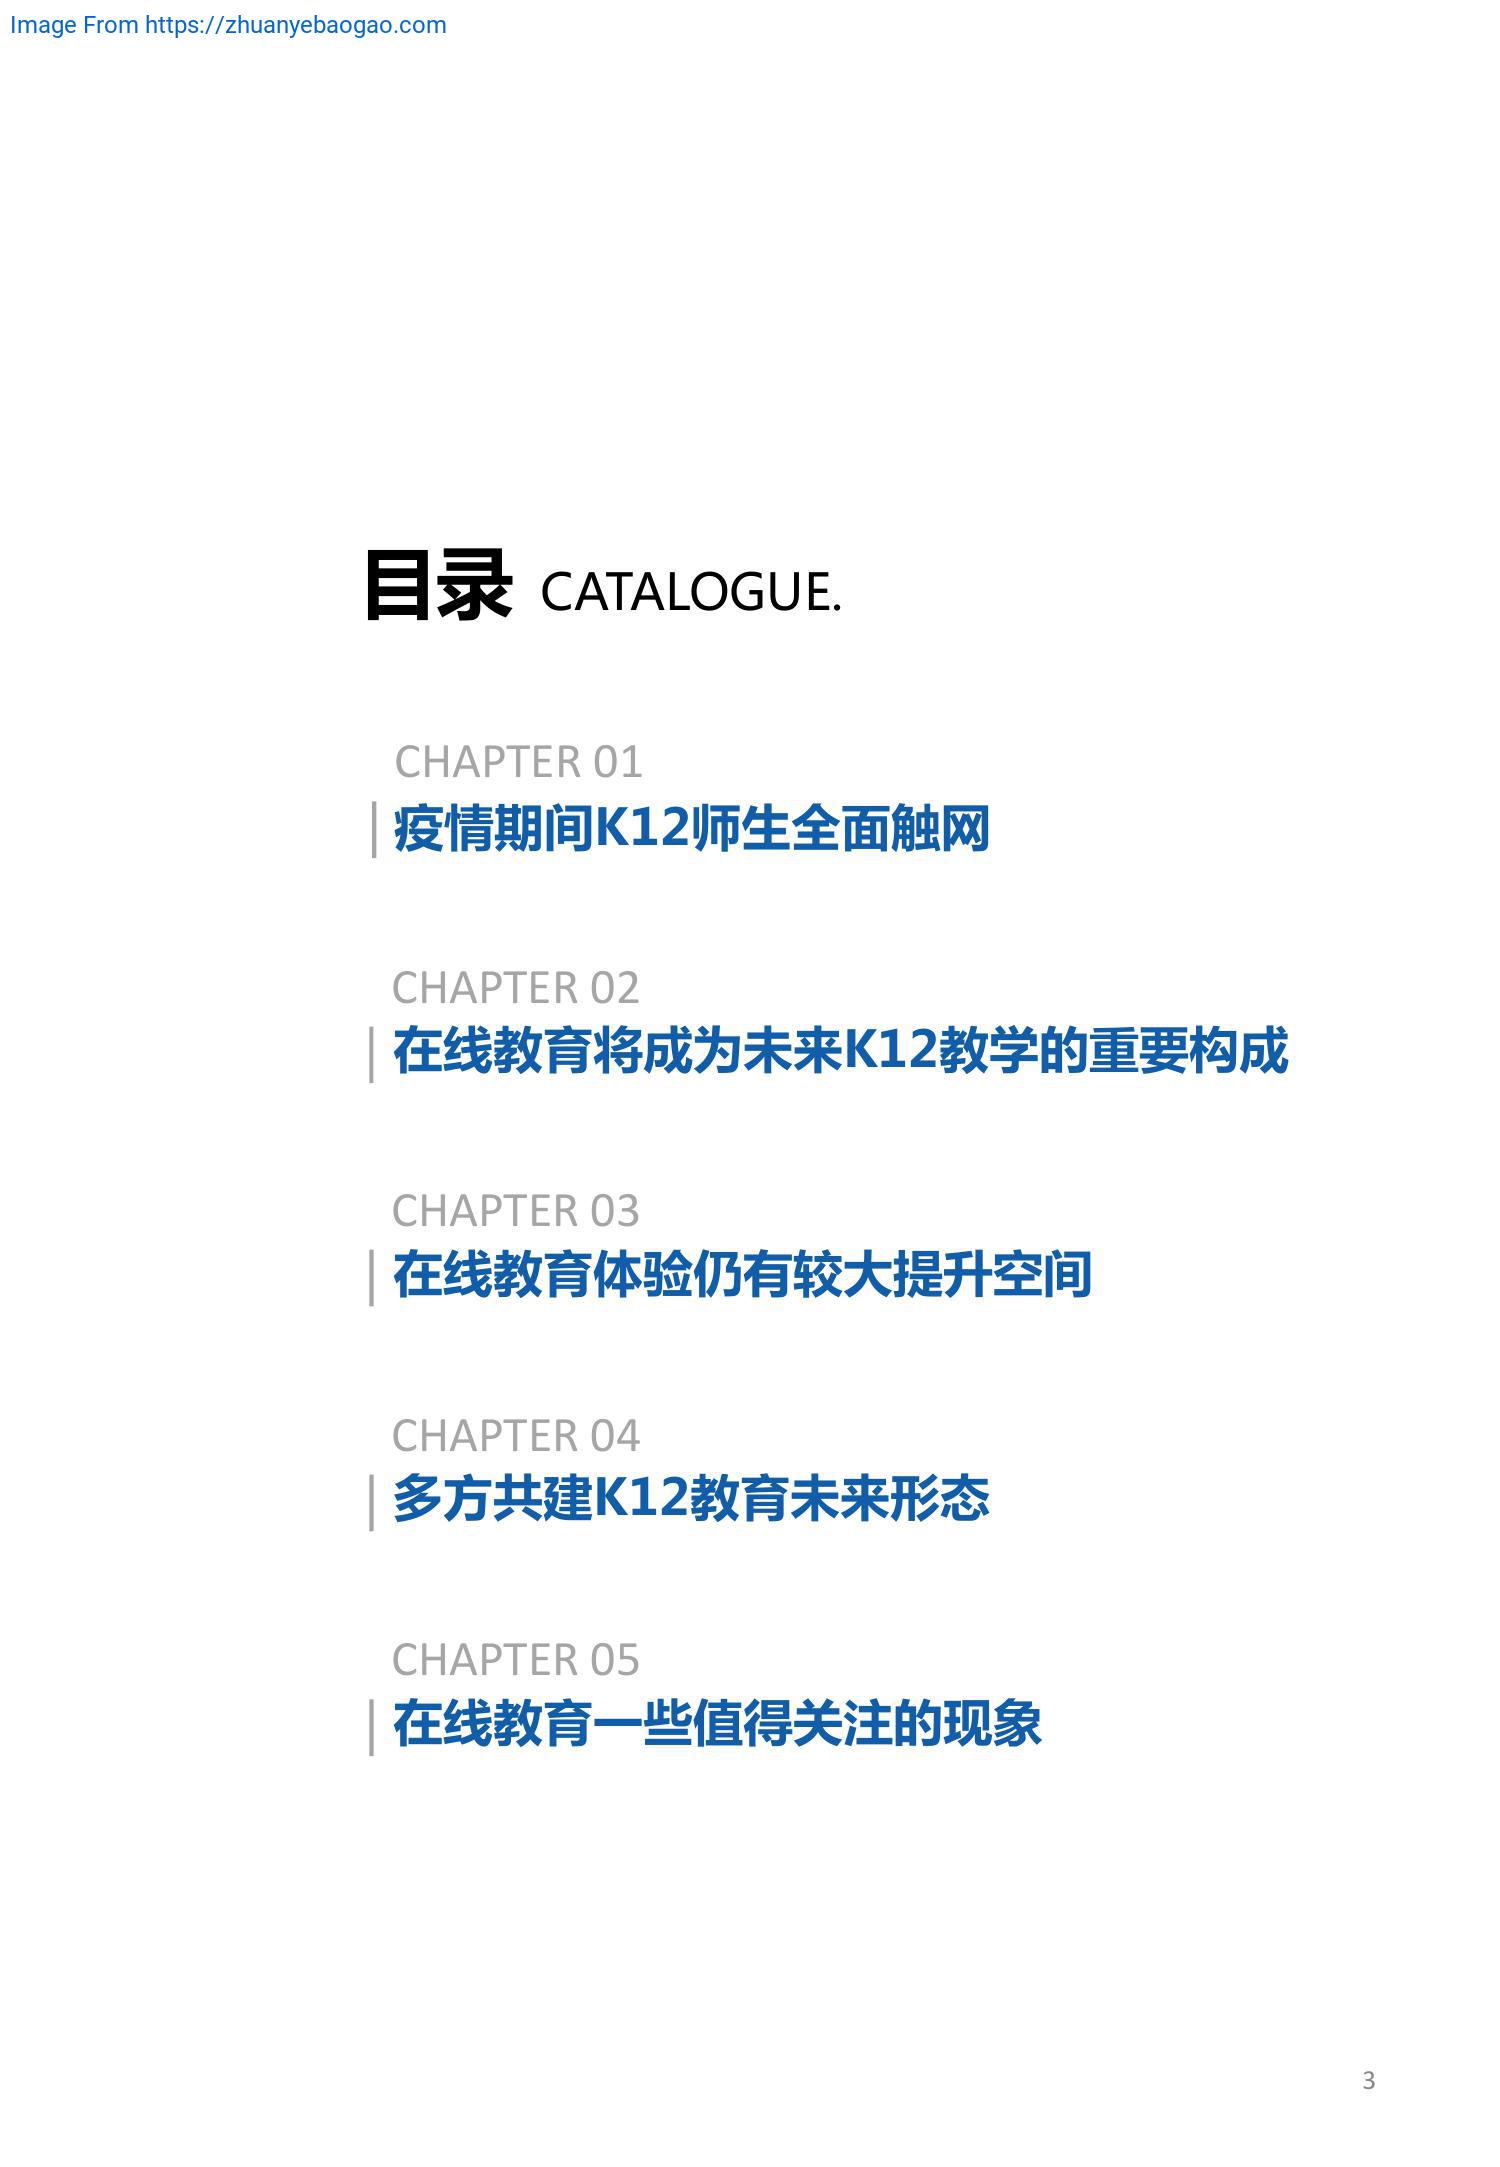 Image From https://zhuanyebaogao.com
目录 CATALOGUE.
CHAPTER 01
疫情期间K12师生全面触网
CHAPTER 02
在线教育将成为未来K12教学的重要构成
CHAPTER 03
在线教育体验仍有较大提升空间
CHAPTER 04
多方共建K12教育未来形态
CHAPTER 05
在线教育一些值得关注的现象
3